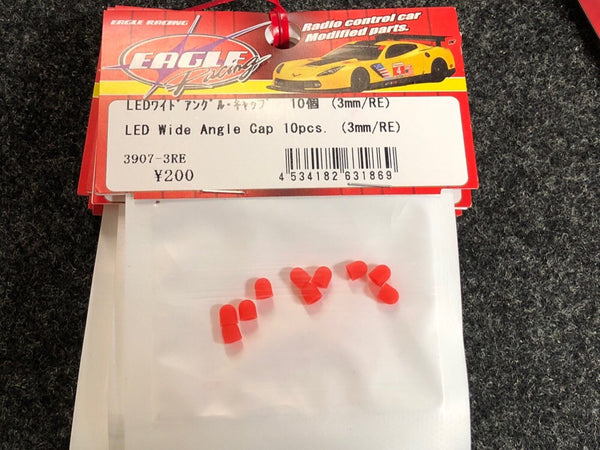 EAGLE RACING
EAGLE
Racing
Radio control car
Modified parts.
LEDワイドアングル・キャップ 10個 (3mm/RE)
LED Wide Angle Cap 10pcs. (3mm/RE)
3907-3RE
¥200
4 534182 631869